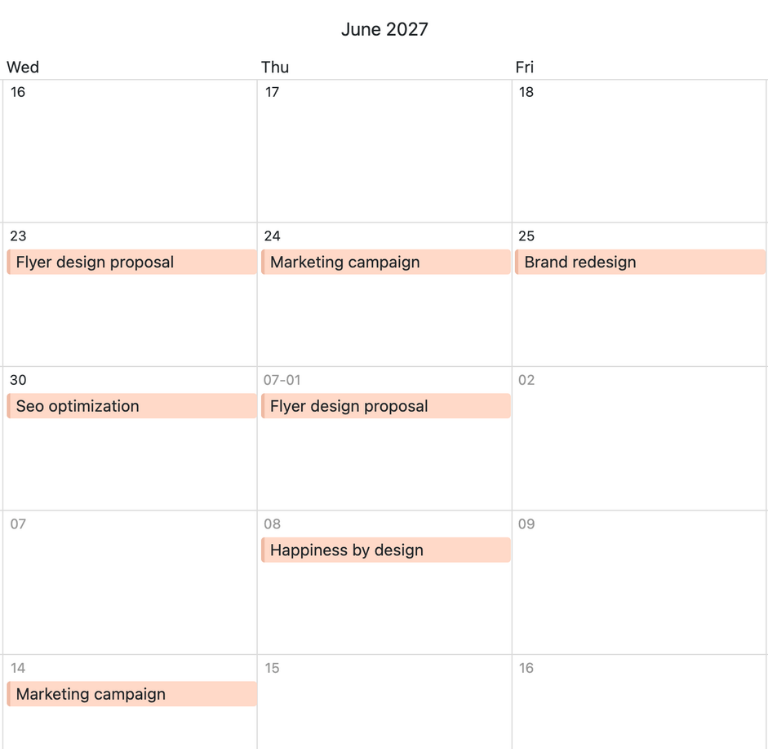 June 2027
Wed Thu Fri
16 17 18
23 24 25
Flyer design proposal Marketing campaign Brand redesign
30 07-01 02
Seo optimization Flyer design proposal
07 08 09
Happiness by design
14 15 16
Marketing campaign